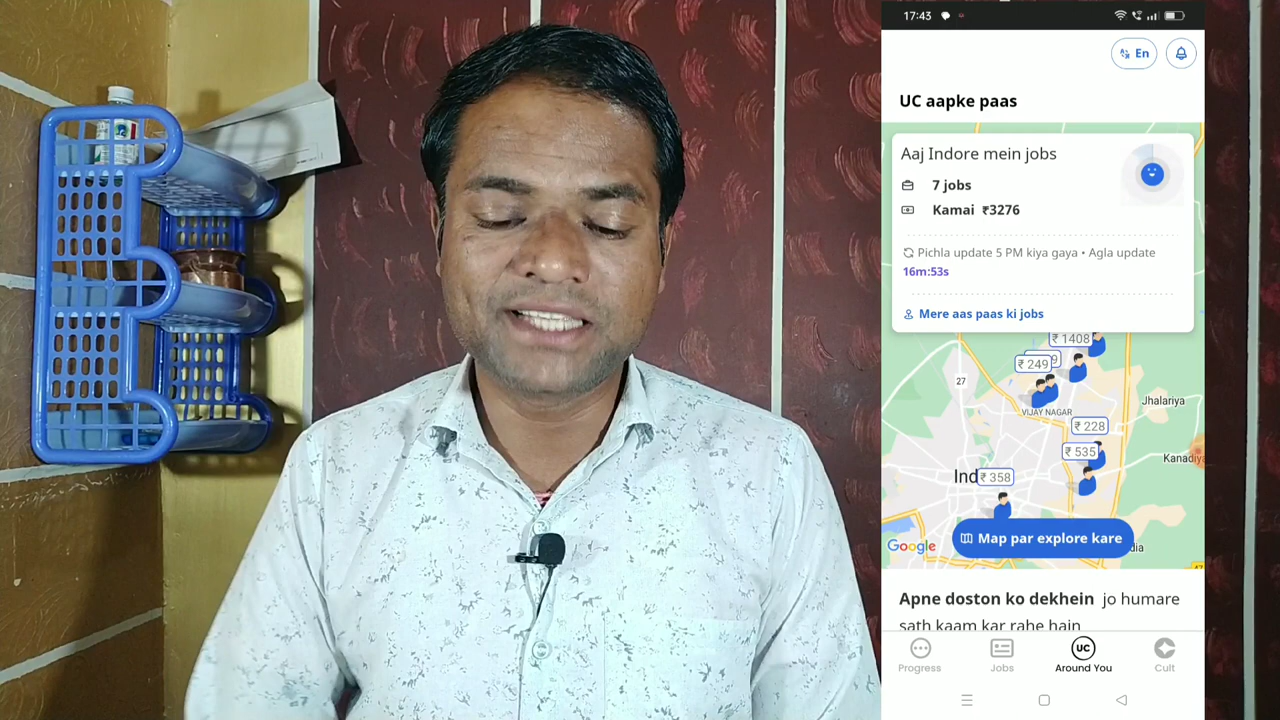 17:43
En
UC aapke paas
Aaj Indore mein jobs
7 jobs
Kamai ₹3276
Pichla update 5 PM kiya gaya • Agla update
16m:53s
Mere aas paas ki jobs
₹ 1408
9
₹ 249
27
VIJAY NAGAR
Jhalariya
₹ 228
₹ 535
Kanadiya
Ind
₹ 358
Google
Map par explore kare
dia
47
Apne doston ko dekhein jo humare
sath kaam kar rahe hain
Progress
Jobs
UC
Around You
Cult